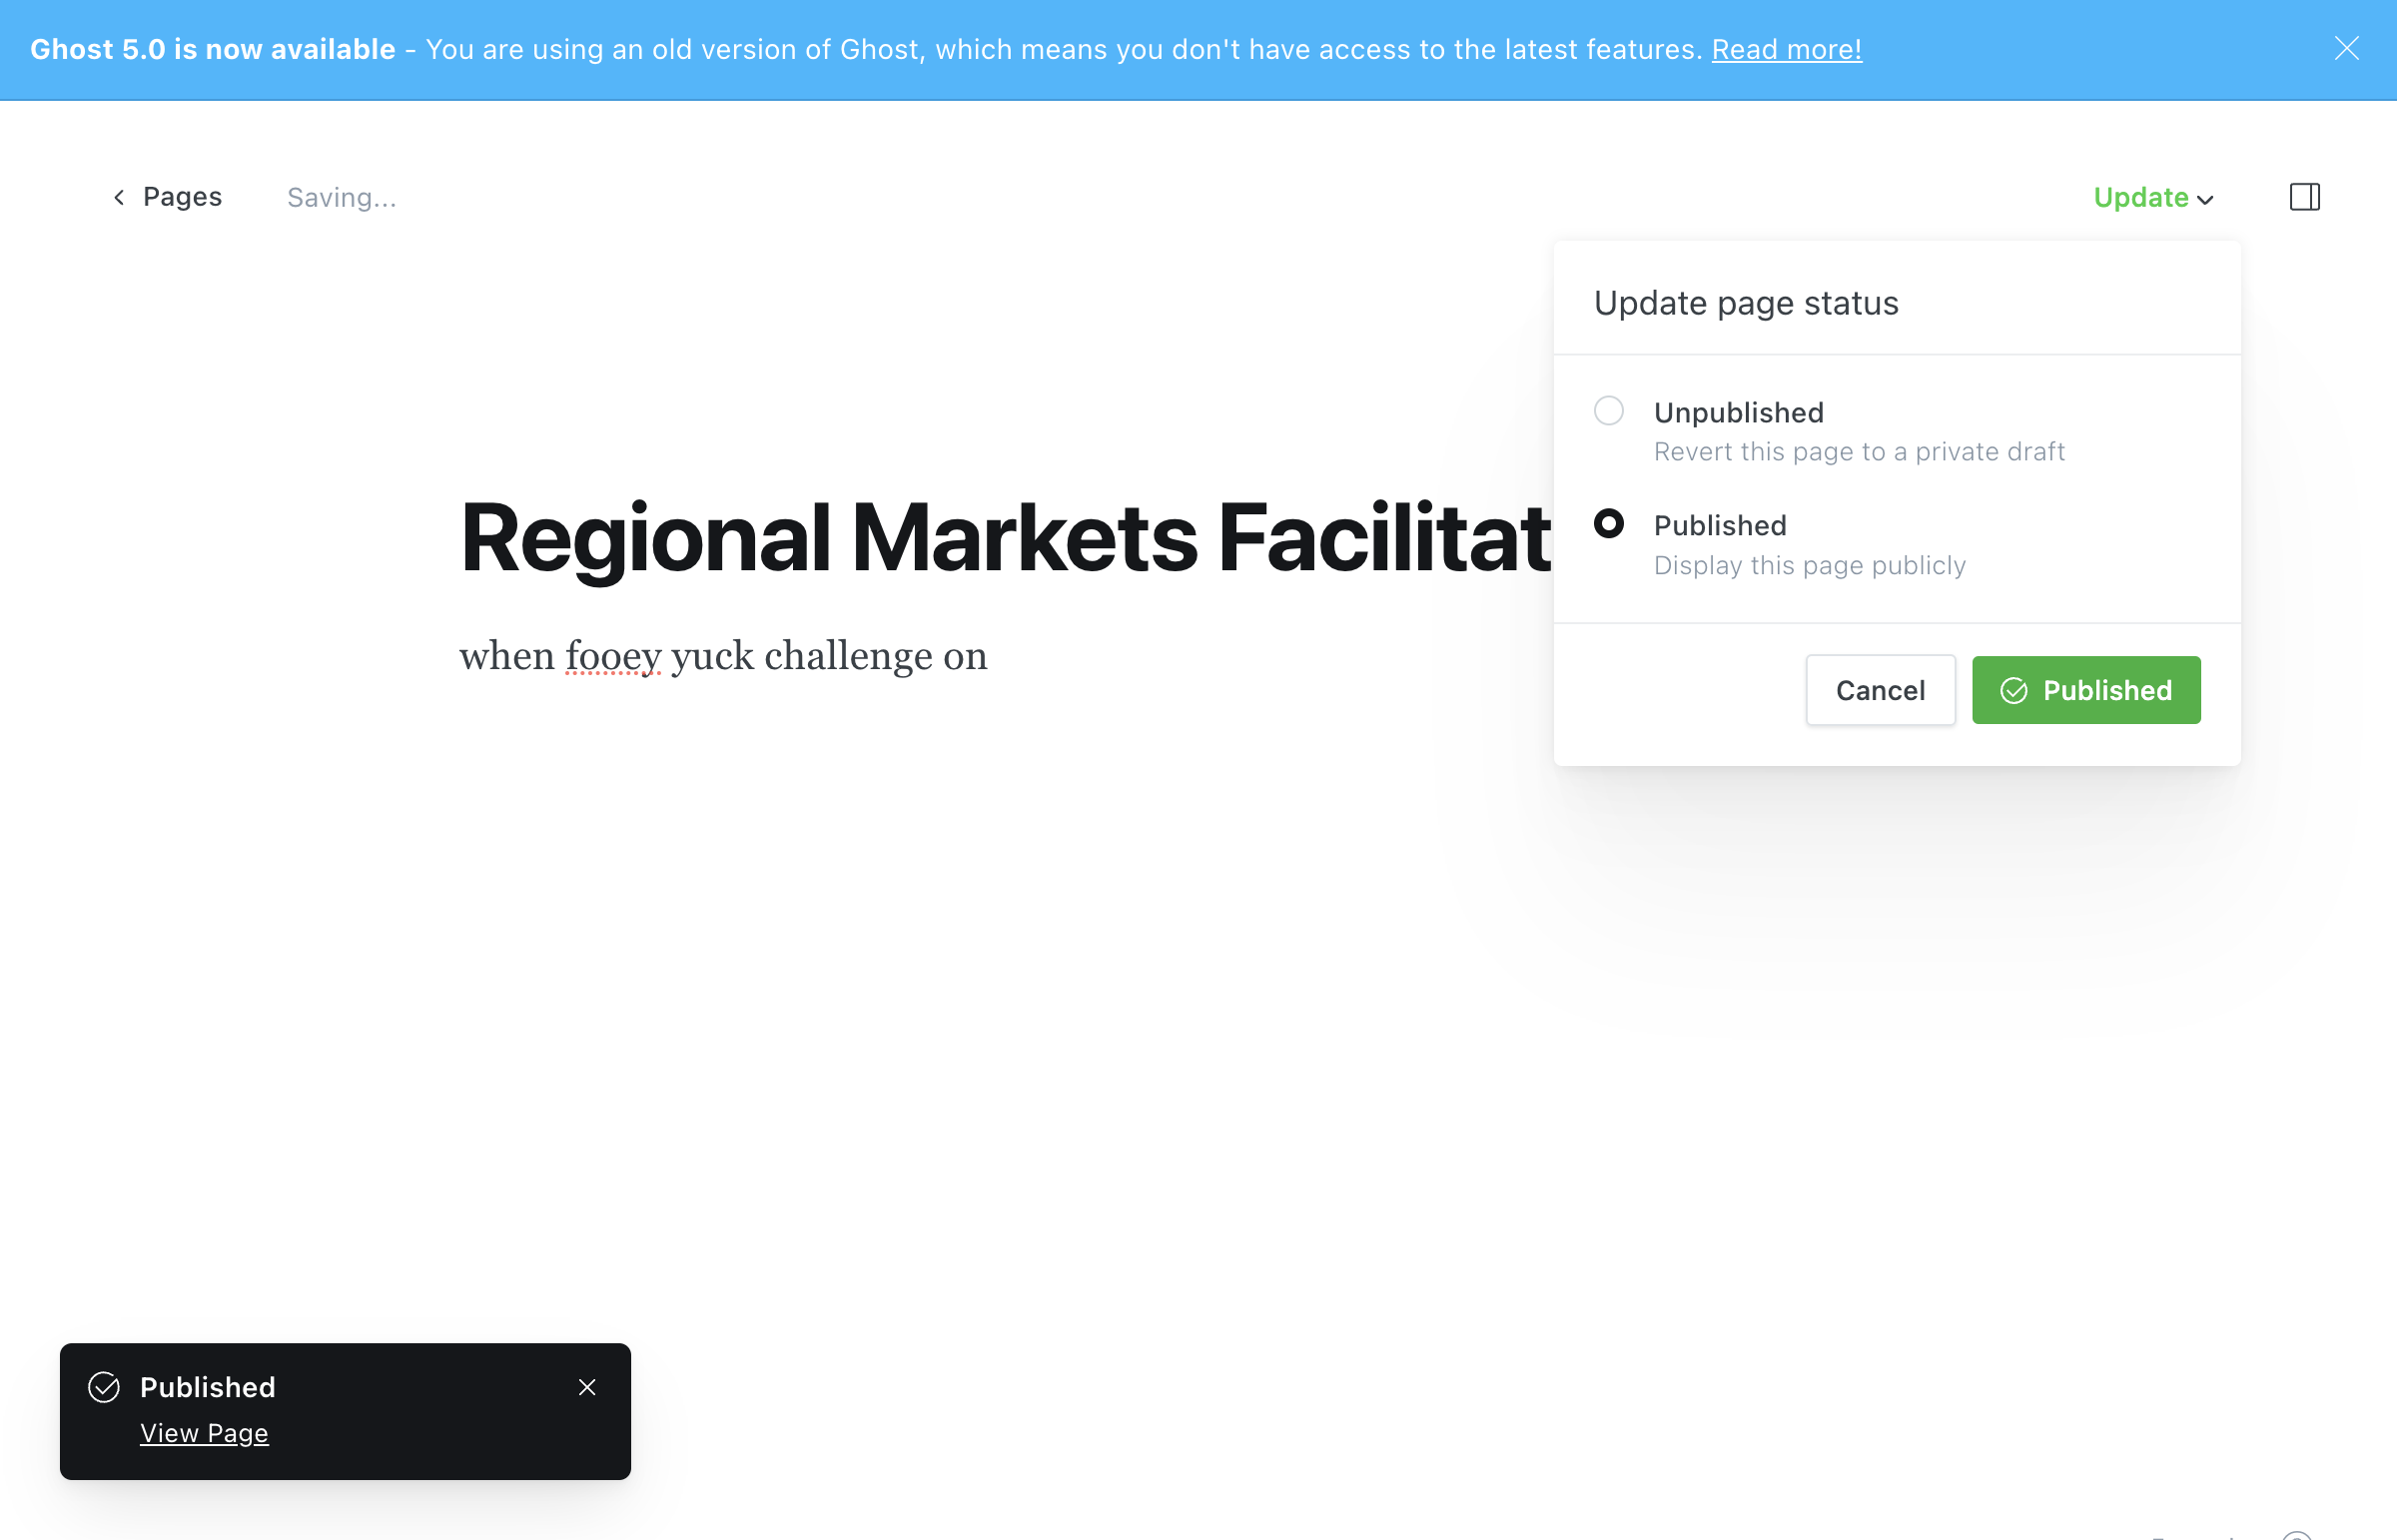 Ghost 5.0 is now available - You are using an old version of Ghost, which means you don't have access to the latest features. Read more!
Pages
Saving...
Update
Update page status
Unpublished
Revert this page to a private draft
Published
Display this page publicly
Cancel
Published
Regional Markets Facilitat
when fooey yuck challenge on
Published
View Page